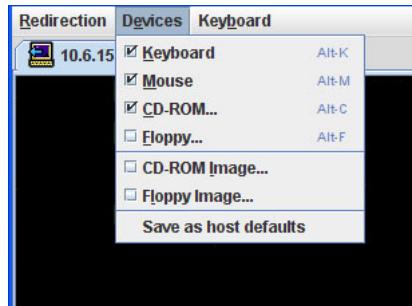 Redirection Devices Keyboard
10.6.15
Keyboard Alt-K
Mouse Alt-M
CD-ROM... Alt-C
Floppy... Alt-F
CD-ROM Image...
Floppy Image...
Save as host defaults